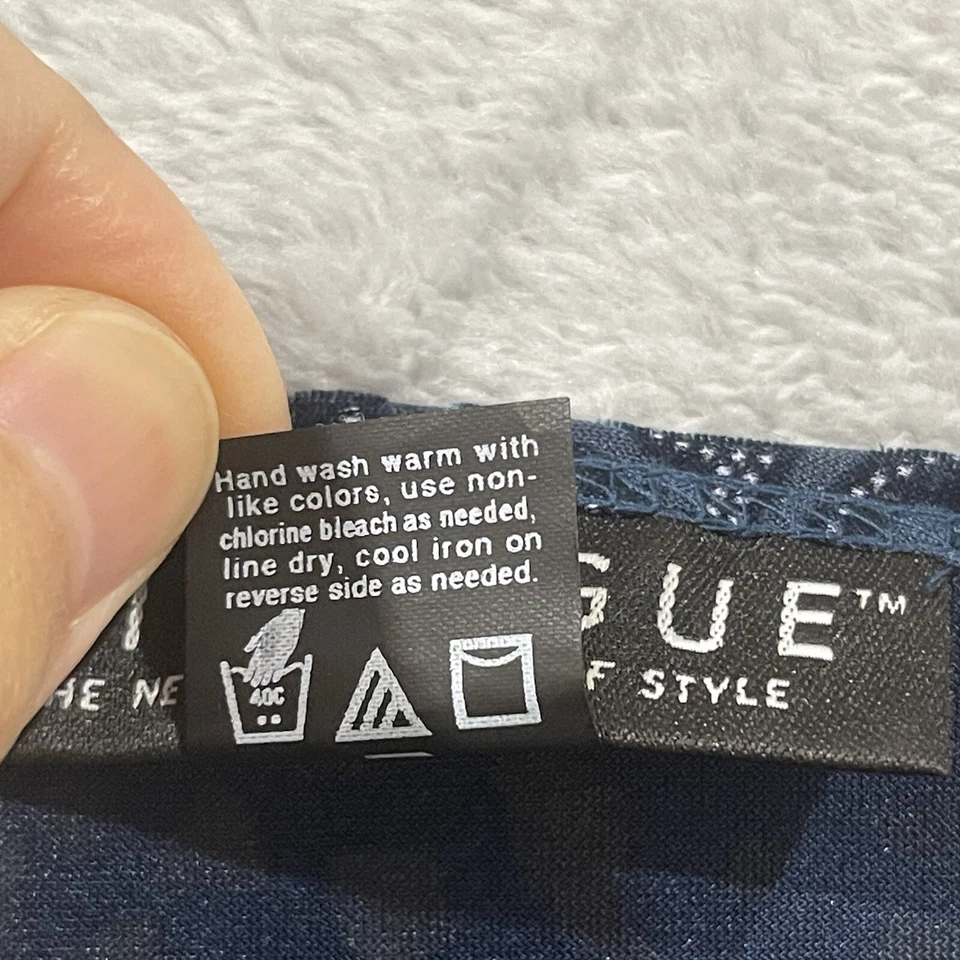 Hand wash warm with
like colors, use non-
chlorine bleach as needed,
line dry, cool iron on
reverse side as needed.
40C
GUE™
HE NE F STYLE